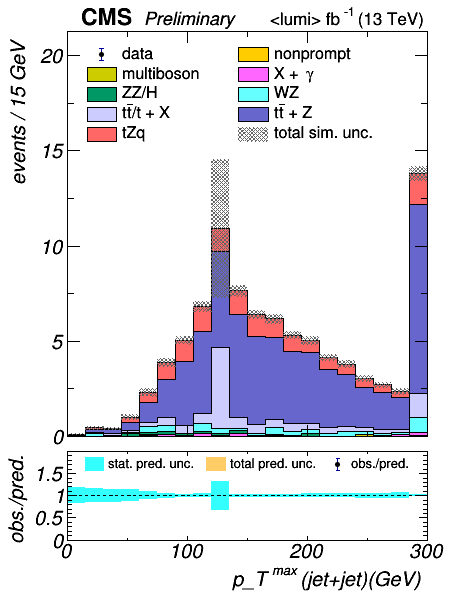 CMS Preliminary <lumi> fb⁻¹ (13 TeV)
events / 15 GeV
data
nonprompt
multiboson
X + γ
ZZ/H
WZ
tt̄/t + X
tt̄ + Z
tZq
total sim. unc.
20
15
10
5
0
obs./pred.
stat. pred. unc.
total pred. unc.
obs./pred.
1.5
1
0.5
0
0 100 200 300
p_T^max (jet+jet)(GeV)